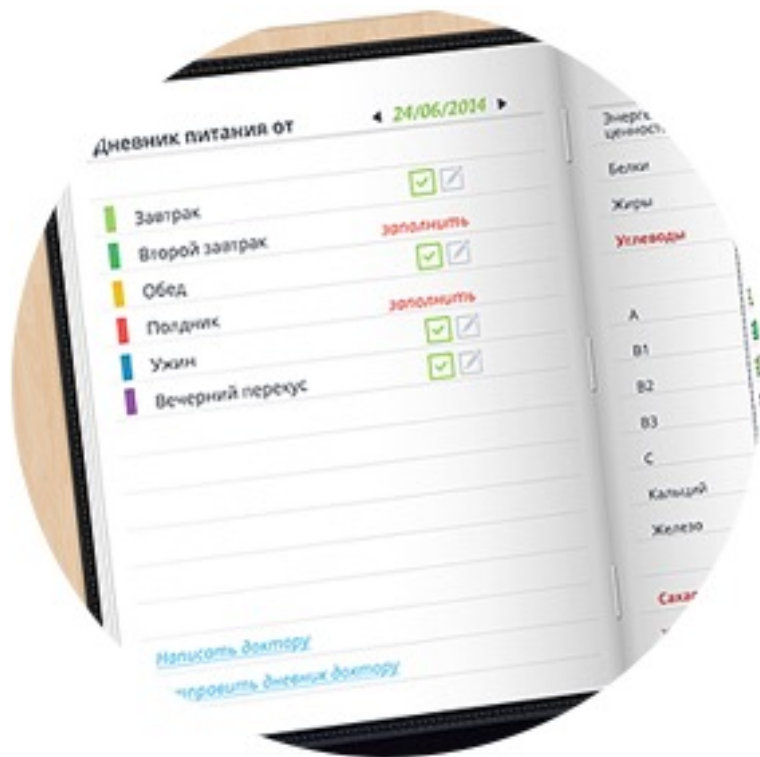 Дневник питания от 24/06/2014
Завтрак
Второй завтрак заполнить
Обед
Полдник заполнить
Ужин
Вечерний перекус
Написать доктору
дневник доктору
Белки
Жиры
Углеводы
A
B1
B2
B3
C
Кальций
Железо